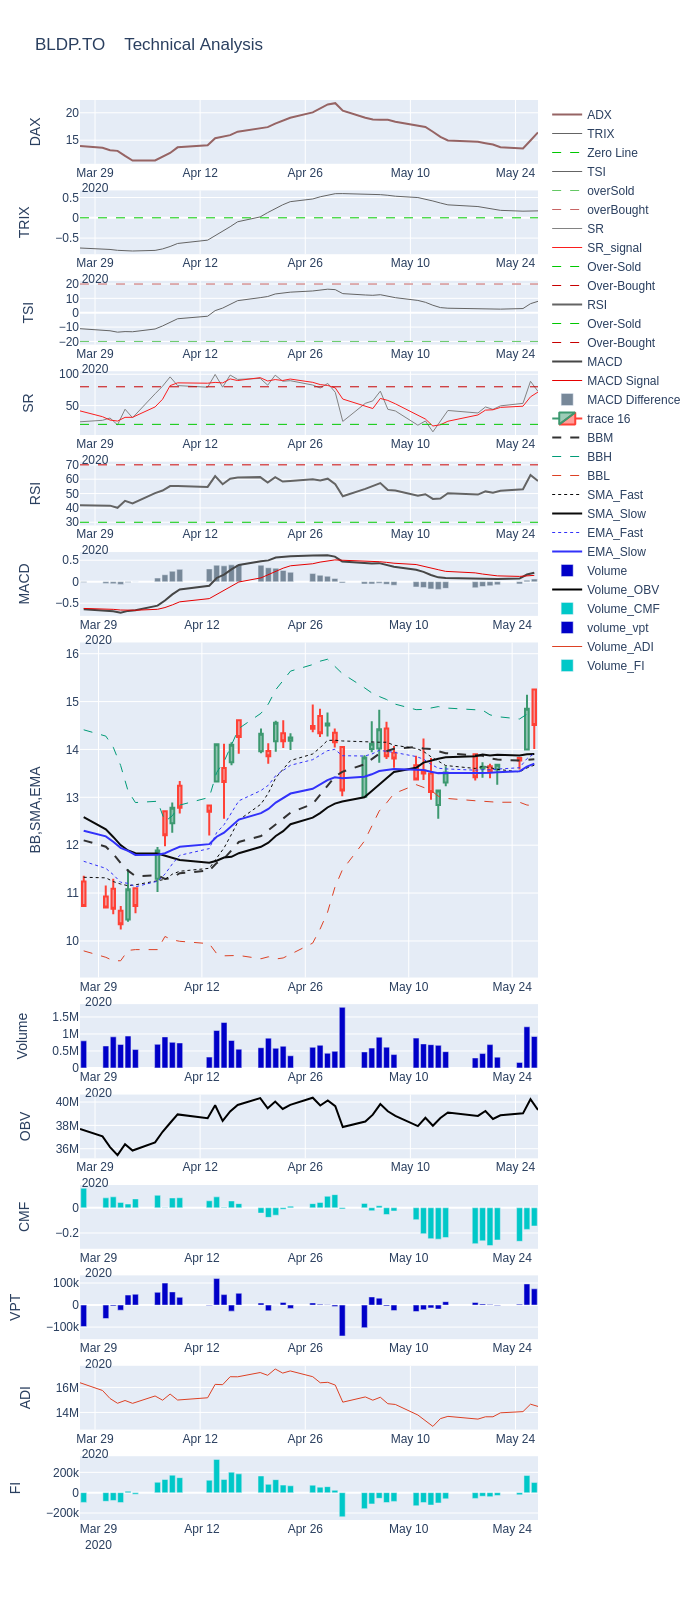 BLDP.TO    Technical Analysis
DAX
20
15
Mar 29
2020
Apr 12
Apr 26
May 10
May 24
TRIX
0.5
0
−0.5
Mar 29
2020
Apr 12
Apr 26
May 10
May 24
TSI
20
10
0
−10
−20
Mar 29
2020
Apr 12
Apr 26
May 10
May 24
SR
100
50
Mar 29
2020
Apr 12
Apr 26
May 10
May 24
RSI
70
60
50
40
30
Mar 29
2020
Apr 12
Apr 26
May 10
May 24
MACD
0.5
0
−0.5
Mar 29
2020
Apr 12
Apr 26
May 10
May 24
BB,SMA,EMA
16
15
14
13
12
11
10
Mar 29
2020
Apr 12
Apr 26
May 10
May 24
Volume
1.5M
1M
0.5M
0
Mar 29
2020
Apr 12
Apr 26
May 10
May 24
OBV
40M
38M
36M
Mar 29
2020
Apr 12
Apr 26
May 10
May 24
CMF
0
−0.2
Mar 29
2020
Apr 12
Apr 26
May 10
May 24
VPT
100k
0
−100k
Mar 29
2020
Apr 12
Apr 26
May 10
May 24
ADI
16M
14M
Mar 29
2020
Apr 12
Apr 26
May 10
May 24
FI
200k
0
−200k
Mar 29
2020
Apr 12
Apr 26
May 10
May 24
ADX
TRIX
Zero Line
TSI
overSold
overBought
SR
SR_signal
Over-Sold
Over-Bought
RSI
Over-Sold
Over-Bought
MACD
MACD Signal
MACD Difference
trace 16
BBM
BBH
BBL
SMA_Fast
SMA_Slow
EMA_Fast
EMA_Slow
Volume
Volume_OBV
Volume_CMF
volume_vpt
Volume_ADI
Volume_FI